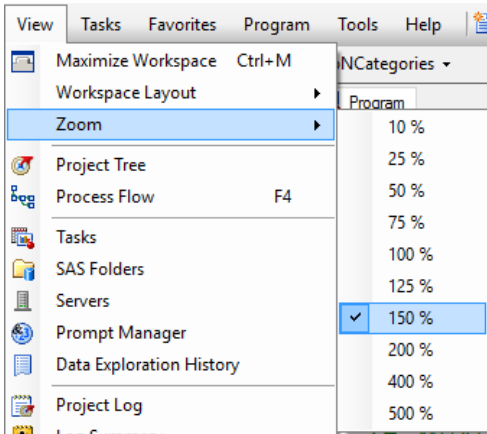 View Tasks Favorites Program Tools Help
Maximize Workspace Ctrl+M
NCategories
Workspace Layout
Program
Zoom
10 %
25 %
Project Tree
50 %
Process Flow F4
75 %
Tasks
100 %
SAS Folders
125 %
Servers
150 %
Prompt Manager
200 %
Data Exploration History
400 %
Project Log
500 %